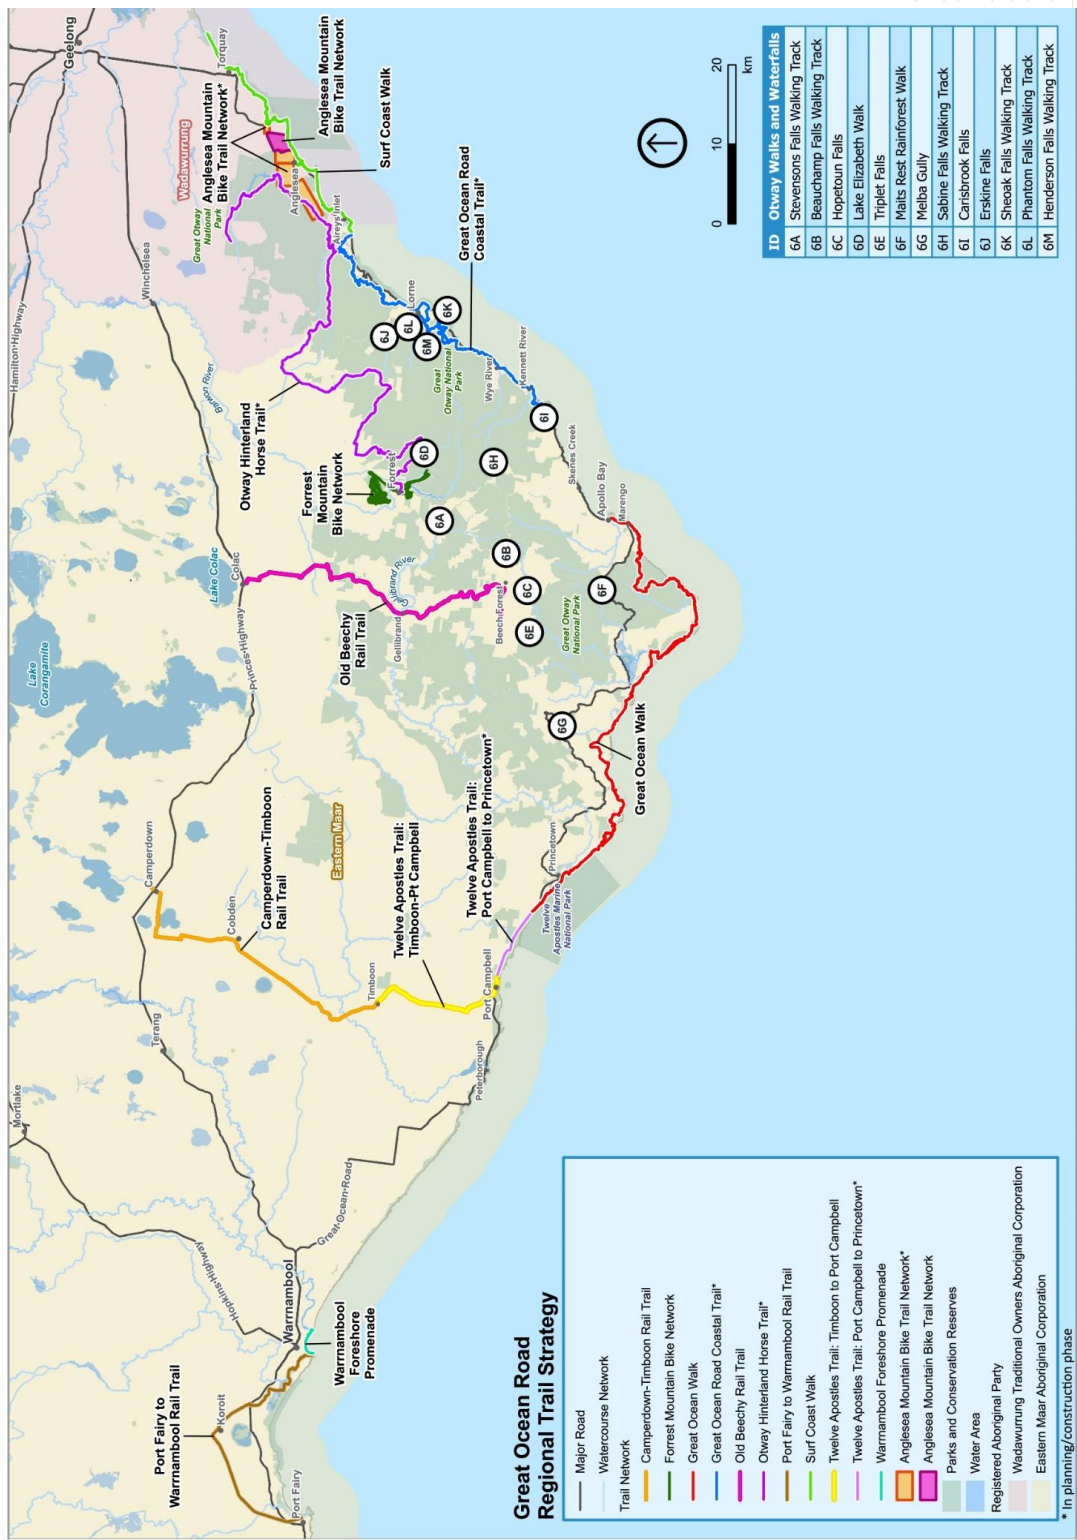 Great Ocean Road
Regional Trail Strategy
Major Road
Watercourse Network
Trail Network
Camperdown-Timboon Rail Trail
Forrest Mountain Bike Network
Great Ocean Walk
Great Ocean Road Coastal Trail*
Old Beechy Rail Trail
Otway Hinterland Horse Trail*
Port Fairy to Warrnambool Rail Trail
Surf Coast Walk
Twelve Apostles Trail: Timboon to Port Campbell
Twelve Apostles Trail: Port Campbell to Princetown*
Warrnambool Foreshore Promenade
Anglesea Mountain Bike Trail Network*
Anglesea Mountain Bike Trail Network
Parks and Conservation Reserves
Water Area
Registered Aboriginal Party
Wadawurrung Traditional Owners Aboriginal Corporation
Eastern Maar Aboriginal Corporation
* In planning/construction phase
Port Fairy to
Warrnambool Rail Trail
Koroit
Port Fairy
Warrnambool
Warrnambool
Foreshore
Promenade
Hopkins-Highway
Great-Ocean-Road
Mortlake
Terang
Camperdown
Cobden
Camperdown-Timboon
Rail Trail
Timboon
Eastern Maar
Twelve Apostles Trail:
Timboon-Pt Campbell
Twelve Apostles Trail:
Port Campbell to Princetown*
Peterborough
Port Campbell
Princetown
Twelve
Apostles Marine
National Park
Great Ocean Walk
Lake
Corangamite
Lake Colac
Colac
Princes-Highway
Old Beechy
Rail Trail
Gellibrand River
Gellibrand
Beech Forest
Great Otway
National Park
6G
6E
6C
6B
6F
6A
6H
6D
6I
6J
6L
6M
6K
Marengo
Apollo Bay
Skenes Creek
Kennett River
Wye River
Great
Otway National
Park
Lorne
Forrest
Forrest
Mountain
Bike Network
Otway Hinterland
Horse Trail*
Barwon River
Winchelsea
Hamilton-Highway
Geelong
Wadawurrung
Great Otway
National
Park
Anglesea Mountain
Bike Trail Network*
Torquay
Anglesea
Aireys Inlet
Anglesea Mountain
Bike Trail Network
Surf Coast Walk
Great Ocean Road
Coastal Trail*
0 10 20
km
ID Otway Walks and Waterfalls
6A Stevensons Falls Walking Track
6B Beauchamp Falls Walking Track
6C Hopetoun Falls
6D Lake Elizabeth Walk
6E Triplet Falls
6F Maits Rest Rainforest Walk
6G Melba Gully
6H Sabine Falls Walking Track
6I Carisbrook Falls
6J Erskine Falls
6K Sheoak Falls Walking Track
6L Phantom Falls Walking Track
6M Henderson Falls Walking Track